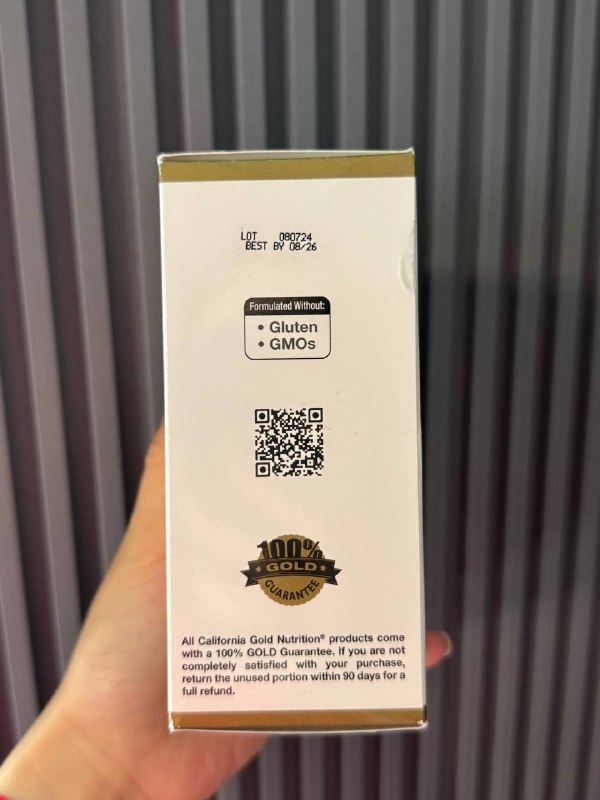 LOT 080724
BEST BY 08/26
Formulated Without:
• Gluten
• GMOs
100%
GOLD
GUARANTEE
All California Gold Nutrition® products come
with a 100% GOLD Guarantee. If you are not
completely satisfied with your purchase,
return the unused portion within 90 days for a
full refund.